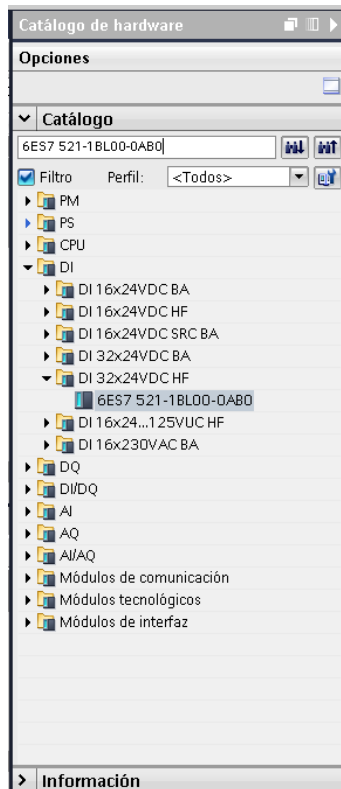 Catálogo de hardware
Opciones
Catálogo
6ES7 521-1BL00-0AB0
Filtro Perfil: <Todos>
PM
PS
CPU
DI
DI 16x24VDC BA
DI 16x24VDC HF
DI 16x24VDC SRC BA
DI 32x24VDC BA
DI 32x24VDC HF
6ES7 521-1BL00-0AB0
DI 16x24...125VUC HF
DI 16x230VAC BA
DQ
DI/DQ
AI
AQ
AI/AQ
Módulos de comunicación
Módulos tecnológicos
Módulos de interfaz
Información